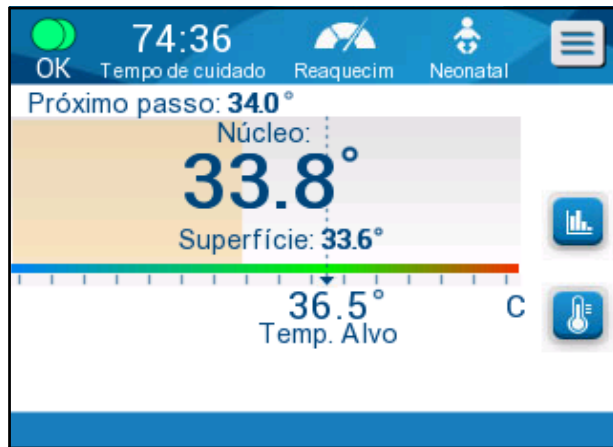 74:36
OK Tempo de cuidado Reaquecim Neonatal
Próximo passo: 34.0°
Núcleo:
33.8°
Superfície: 33.6°
36.5° C
Temp. Alvo